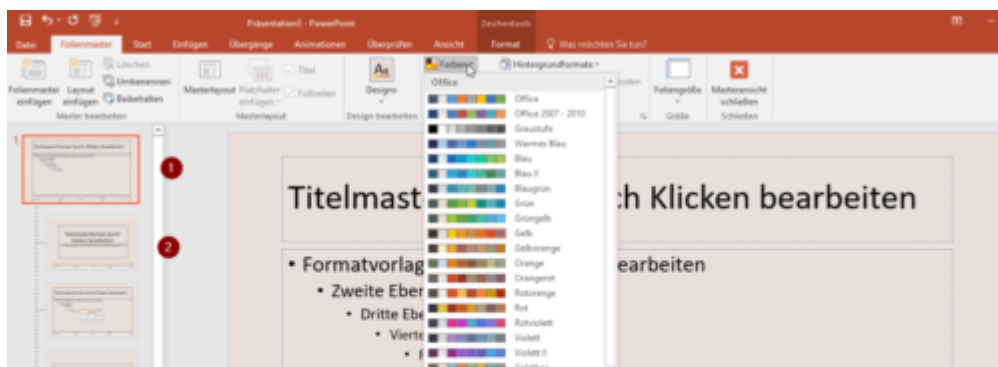 Präsentation1 - PowerPoint
Zeichentools
Datei Folienmaster Start Einfügen Übergänge Animationen Überprüfen Ansicht Format Was möchten Sie tun?
Folienmaster einfügen
Layout einfügen
Löschen
Umbenennen
Beibehalten
Master bearbeiten
Masterlayout
Platzhalter einfügen
Titel
Fußzeilen
Masterlayout
Designs
Design bearbeiten
Farben
Hintergrundformate
Foliengröße
Größe
Masteransicht schließen
Schließen
Office
Office
Office 2007 - 2010
Graustufe
Warmes Blau
Blau
Blau II
Blaugrün
Grün
Grüngelb
Gelb
Gelborange
Orange
Orangerot
Rotorange
Rot
Rotviolett
Violett
Violett II
1
1
2
Titelmast
ch Klicken bearbeiten
• Formatvorlag
earbeiten
• Zweite Eber
• Dritte Ebe
• Vierte